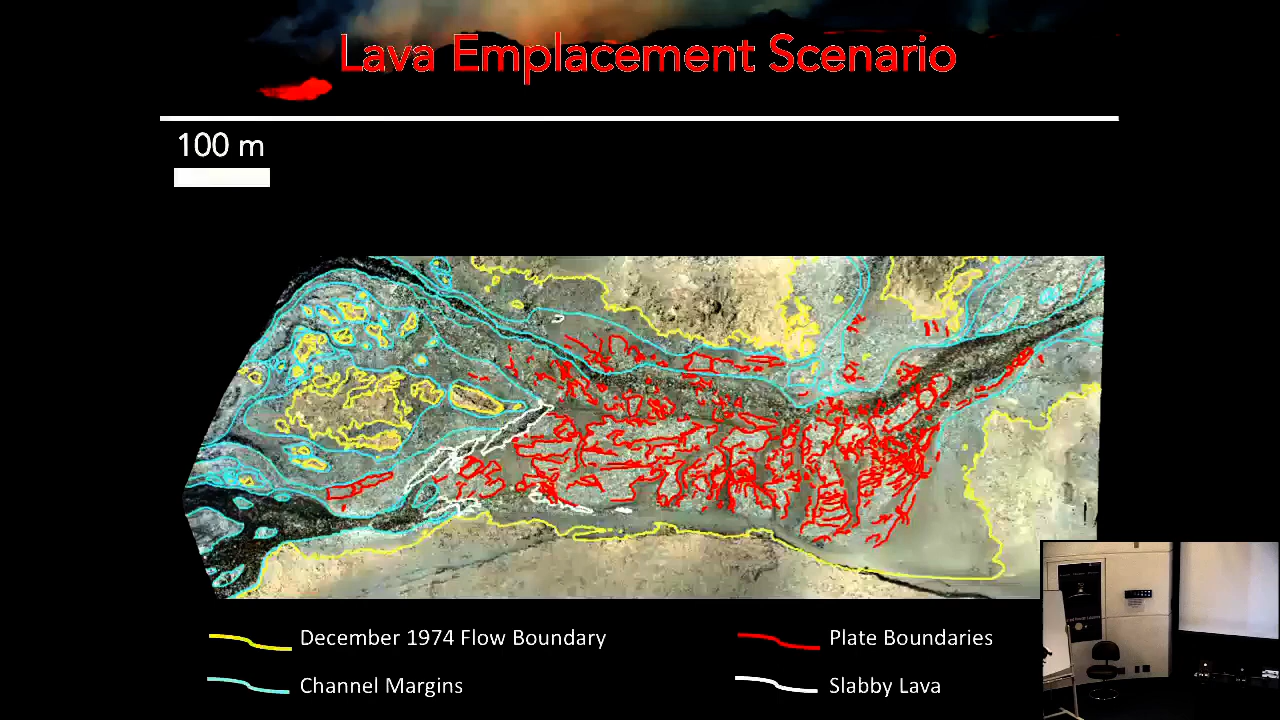 Lava Emplacement Scenario
100 m
December 1974 Flow Boundary
Plate Boundaries
Channel Margins
Slabby Lava